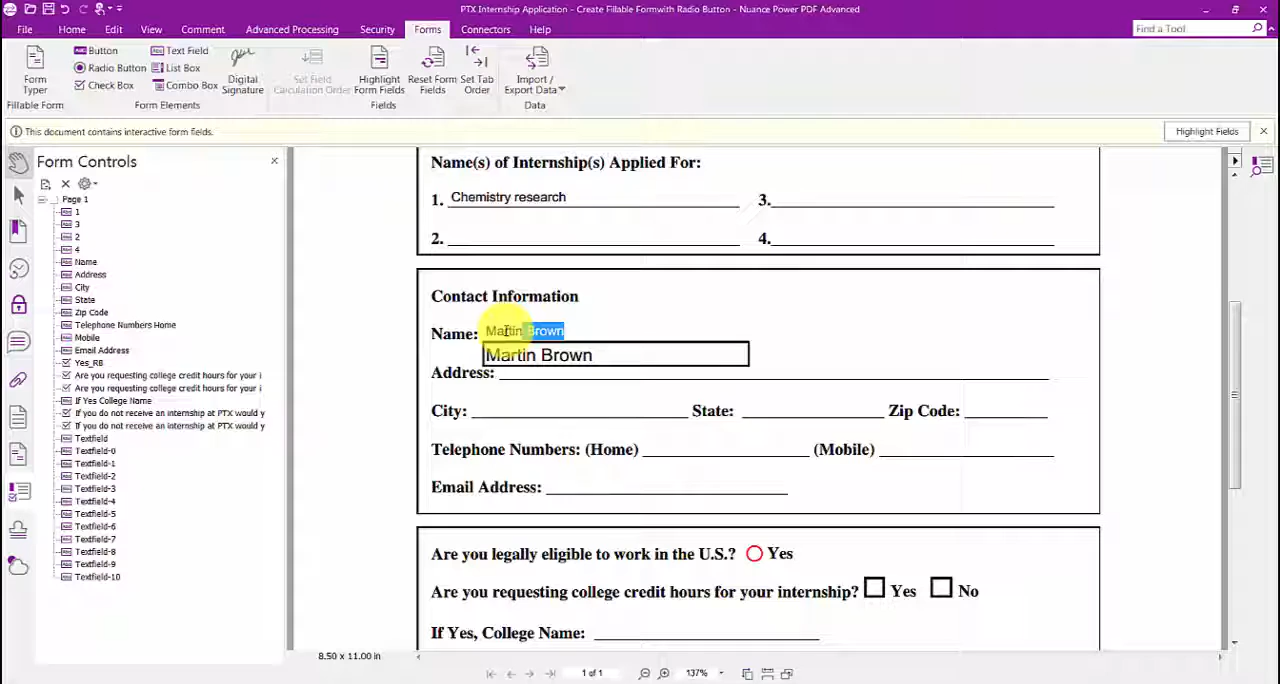 PTX Internship Application - Create Fillable Formwith Radio Button - Nuance Power PDF Advanced
File Home Edit View Comment Advanced Processing Security Forms Connectors Help
Find a Tool
Button Text Field
Radio Button List Box
Check Box Combo Box
Form Typer
Digital Signature
Set Field Calculation Order
Highlight Form Fields
Reset Form Fields
Set Tab Order
Import / Export Data
Fillable Form Form Elements Fields Data
This document contains interactive form fields.
Highlight Fields
Form Controls
Page 1
1
3
2
4
Name
Address
City
State
Zip Code
Telephone Numbers Home
Mobile
Email Address
Yes_RB
Are you requesting college credit hours for your i
Are you requesting college credit hours for your i
If Yes College Name
If you do not receive an internship at PTX would y
If you do not receive an internship at PTX would y
Textfield
Textfield-0
Textfield-1
Textfield-2
Textfield-3
Textfield-4
Textfield-5
Textfield-6
Textfield-7
Textfield-8
Textfield-9
Textfield-10
Name(s) of Internship(s) Applied For:
1. Chemistry research 3.
2. 4.
Contact Information
Name: Martin Brown
Martin Brown
Address:
City: State: Zip Code:
Telephone Numbers: (Home) (Mobile)
Email Address:
Are you legally eligible to work in the U.S.? Yes
Are you requesting college credit hours for your internship? Yes No
If Yes, College Name:
8.50 x 11.00 in
1 of 1
137%